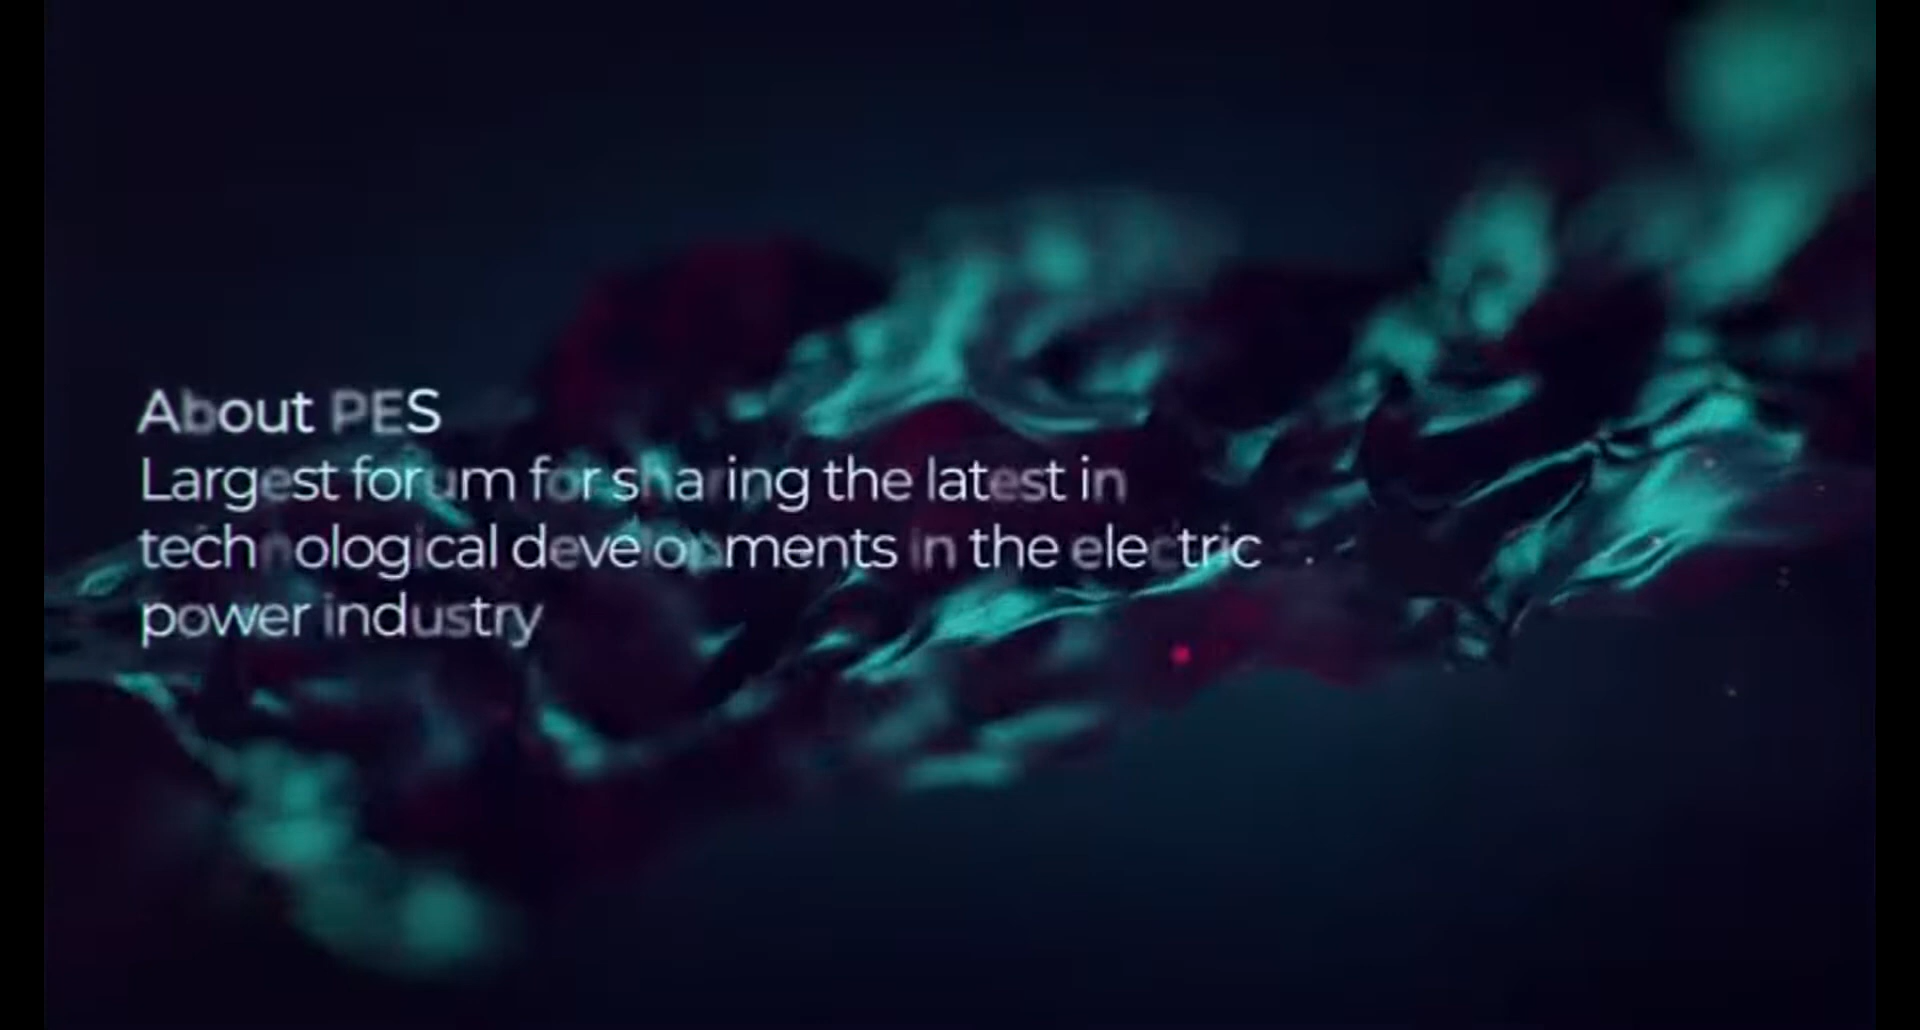 About PES
Largest forum for sharing the latest in
technological developments in the electric
power industry